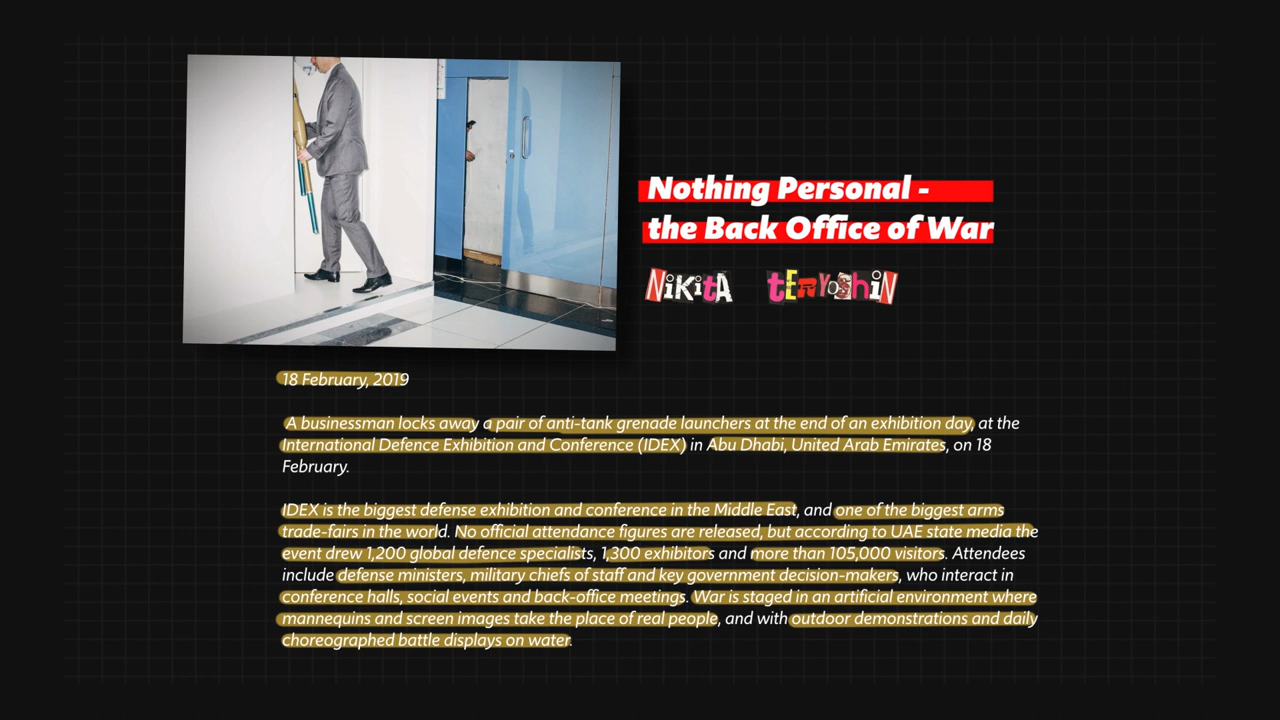 Nothing Personal -
the Back Office of War
NiKitA tERYoShiN
18 February, 2019
A businessman locks away a pair of anti-tank grenade launchers at the end of an exhibition day, at the
International Defence Exhibition and Conference (IDEX) in Abu Dhabi, United Arab Emirates, on 18
February.
IDEX is the biggest defense exhibition and conference in the Middle East, and one of the biggest arms
trade-fairs in the world. No official attendance figures are released, but according to UAE state media the
event drew 1,200 global defence specialists, 1,300 exhibitors and more than 105,000 visitors. Attendees
include defense ministers, military chiefs of staff and key government decision-makers, who interact in
conference halls, social events and back-office meetings. War is staged in an artificial environment where
mannequins and screen images take the place of real people, and with outdoor demonstrations and daily
choreographed battle displays on water.